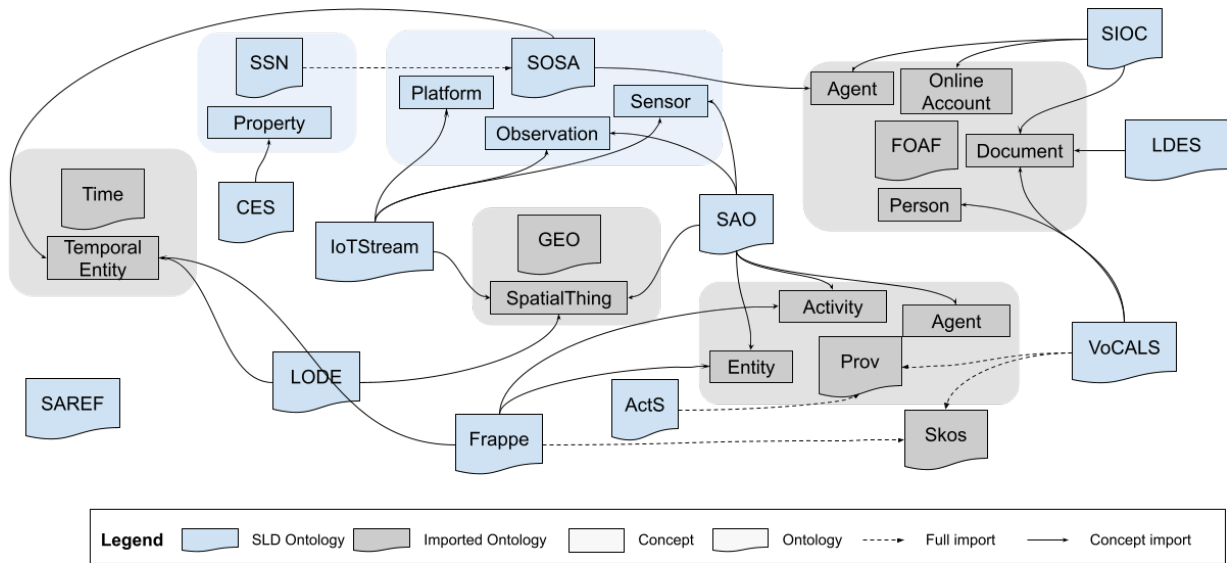 SIOC
SSN
SOSA
Agent
Online
Account
Platform
Sensor
Property
Observation
FOAF
Document
LDES
Time
CES
Person
SAO
IoTStream
GEO
Temporal
Entity
SpatialThing
Activity
Agent
VoCALS
LODE
Entity
Prov
SAREF
ActS
Frappe
Skos
Legend
SLD Ontology
Imported Ontology
Concept
Ontology
Full import
Concept import